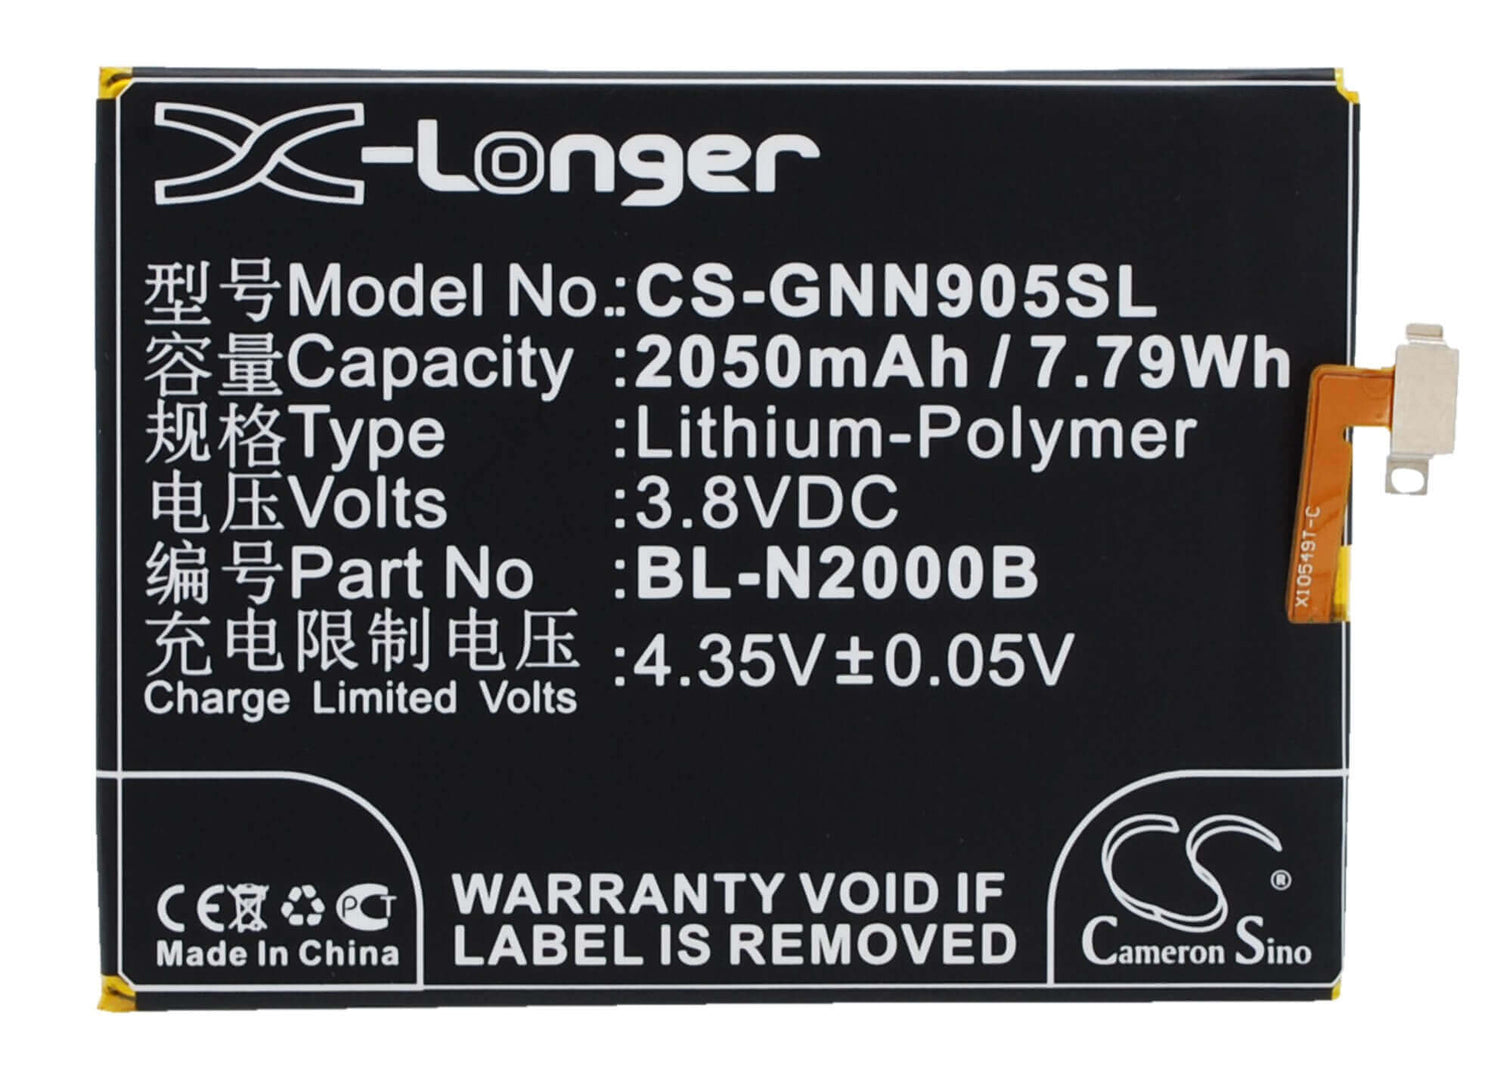 X-Longer
型号Model No.:CS-GNN905SL
容量Capacity :2050mAh / 7.79Wh
规格Type :Lithium-Polymer
电压Volts :3.8VDC
编号Part No :BL-N2000B
充电限制电压 :4.35V±0.05V
Charge Limited Volts
X10549T-C
CE PCT
Made In China
WARRANTY VOID IF
LABEL IS REMOVED
CS ®
Cameron Sino